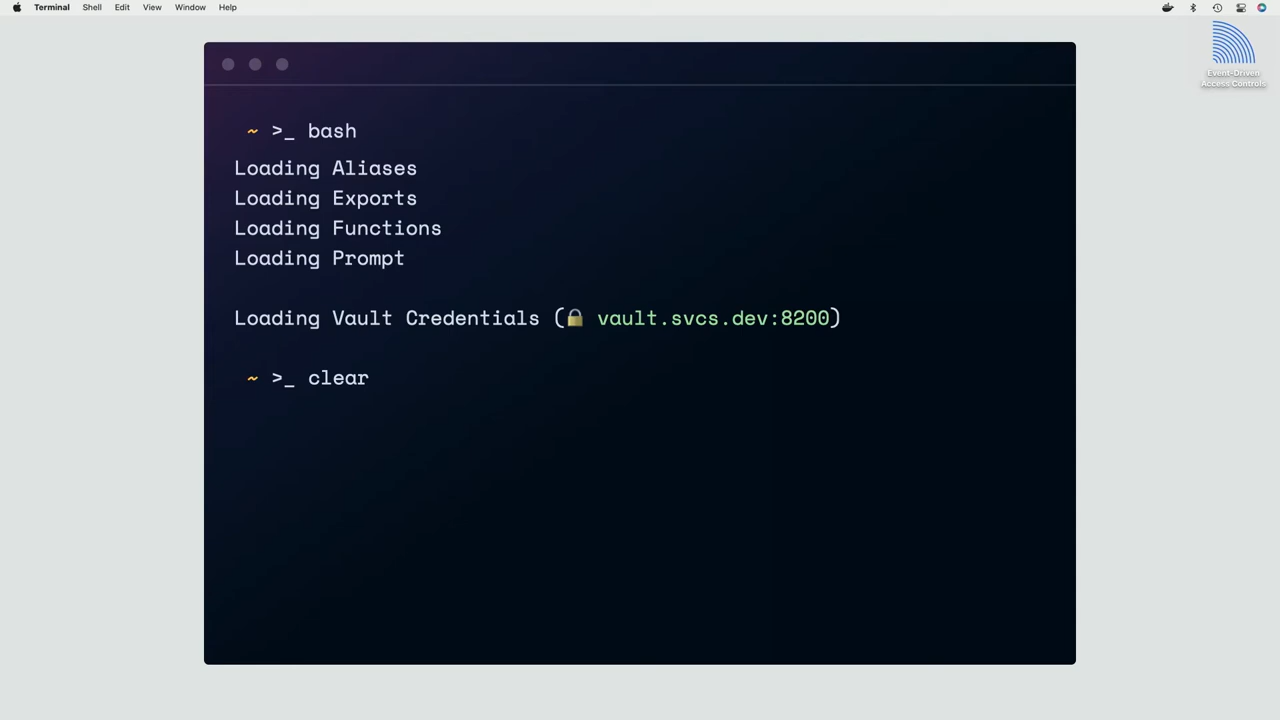 Terminal Shell Edit View Window Help
Event-Driven
Access Controls
~ >_ bash
Loading Aliases
Loading Exports
Loading Functions
Loading Prompt
Loading Vault Credentials (🔒 vault.svcs.dev:8200)
~ >_ clear